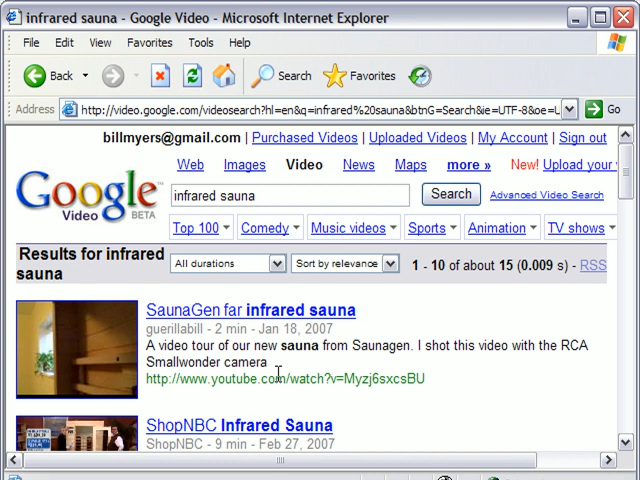 infrared sauna - Google Video - Microsoft Internet Explorer
File Edit View Favorites Tools Help
Back Search Favorites
Address http://video.google.com/videosearch?hl=en&q=infrared%20sauna&btnG=Search&ie=UTF-8&oe=U Go
billmyers@gmail.com | Purchased Videos | Uploaded Videos | My Account | Sign out
Web Images Video News Maps more » New! Upload your
Google Video BETA
infrared sauna Search Advanced Video Search
Top 100 Comedy Music videos Sports Animation TV shows
Results for infrared sauna All durations Sort by relevance 1 - 10 of about 15 (0.009 s) - RSS
SaunaGen far infrared sauna
guerillabill - 2 min - Jan 18, 2007
A video tour of our new sauna from Saunagen. I shot this video with the RCA
Smallwonder camera
http://www.youtube.com/watch?v=Myzj6sxcsBU
ShopNBC Infrared Sauna
ShopNBC - 9 min - Feb 27, 2007